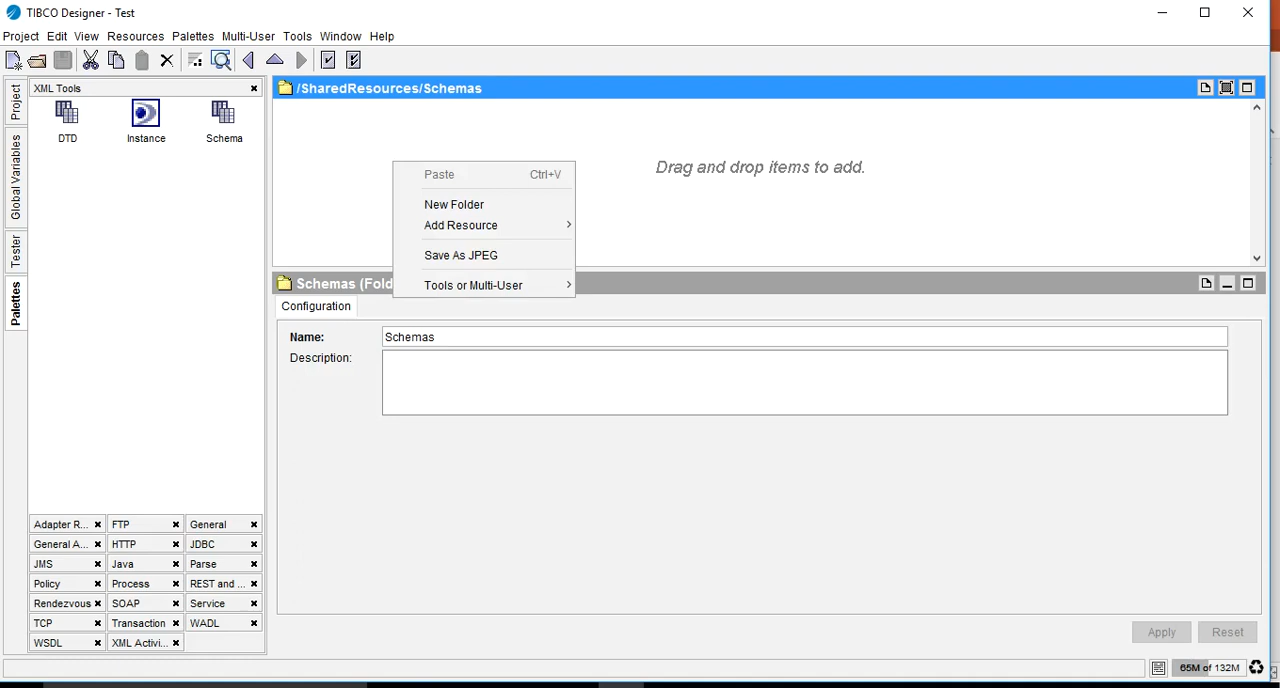 TIBCO Designer - Test
Project Edit View Resources Palettes Multi-User Tools Window Help
Project
Global Variables
Tester
Palettes
XML Tools
DTD Instance Schema
/SharedResources/Schemas
Drag and drop items to add.
Paste Ctrl+V
New Folder
Add Resource
Save As JPEG
Tools or Multi-User
Schemas (Fold
Configuration
Name: Schemas
Description:
Adapter R... FTP General
General A... HTTP JDBC
JMS Java Parse
Policy Process REST and ...
Rendezvous SOAP Service
TCP Transaction WADL
WSDL XML Activi...
Apply Reset
65M of 132M